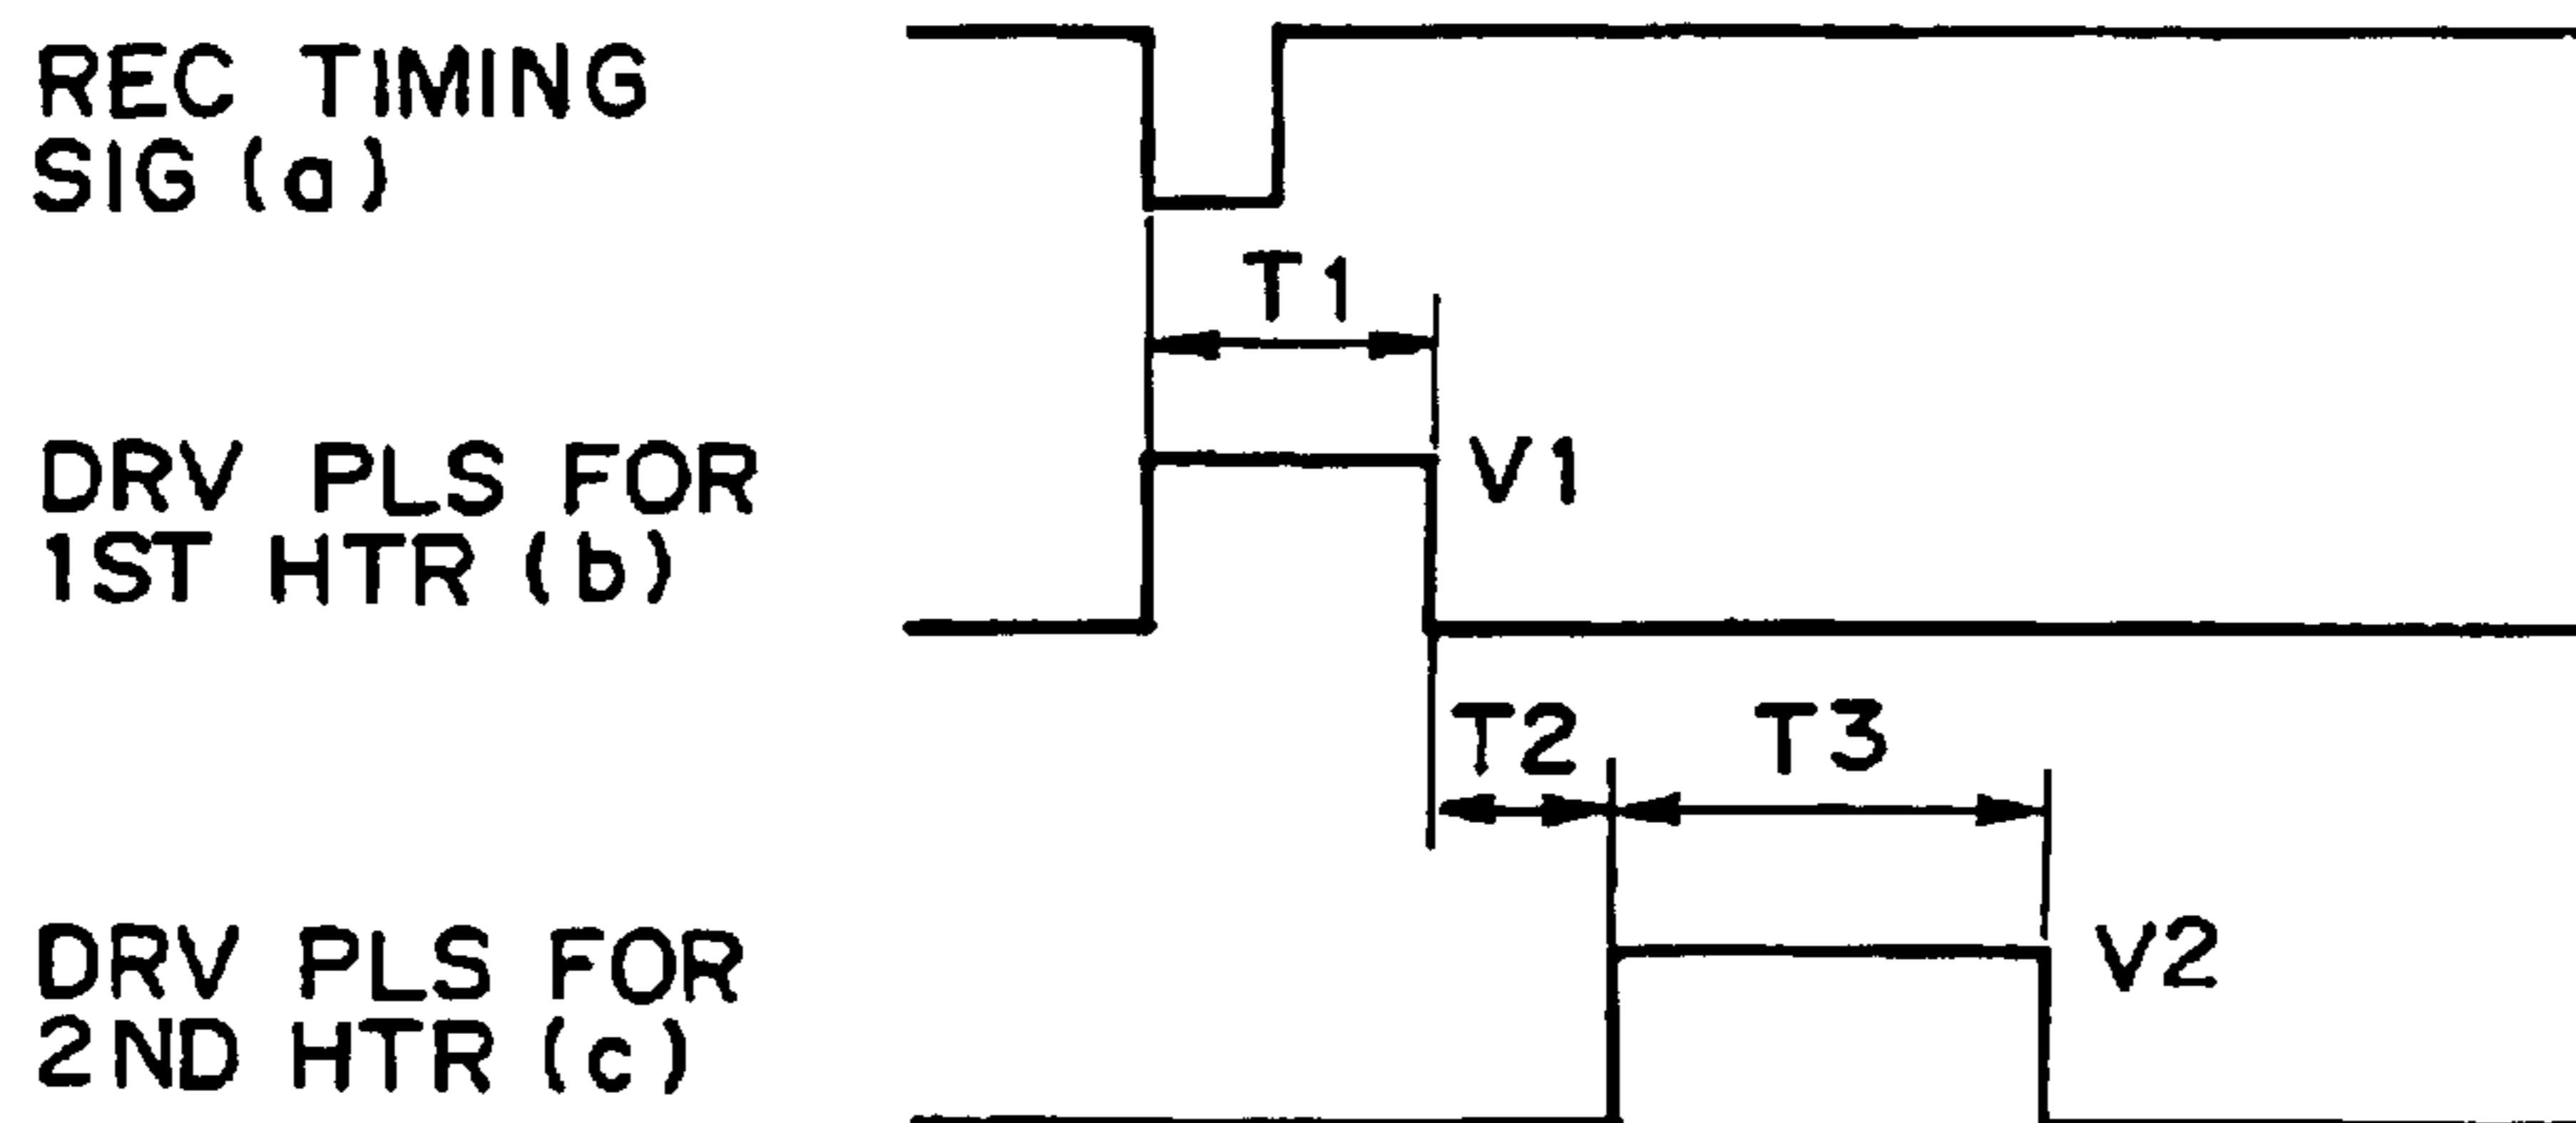 REC TIMING
SIG (a)
T1
DRV PLS FOR
1ST HTR (b)
V1
T2
T3
DRV PLS FOR
2ND HTR (c)
V2